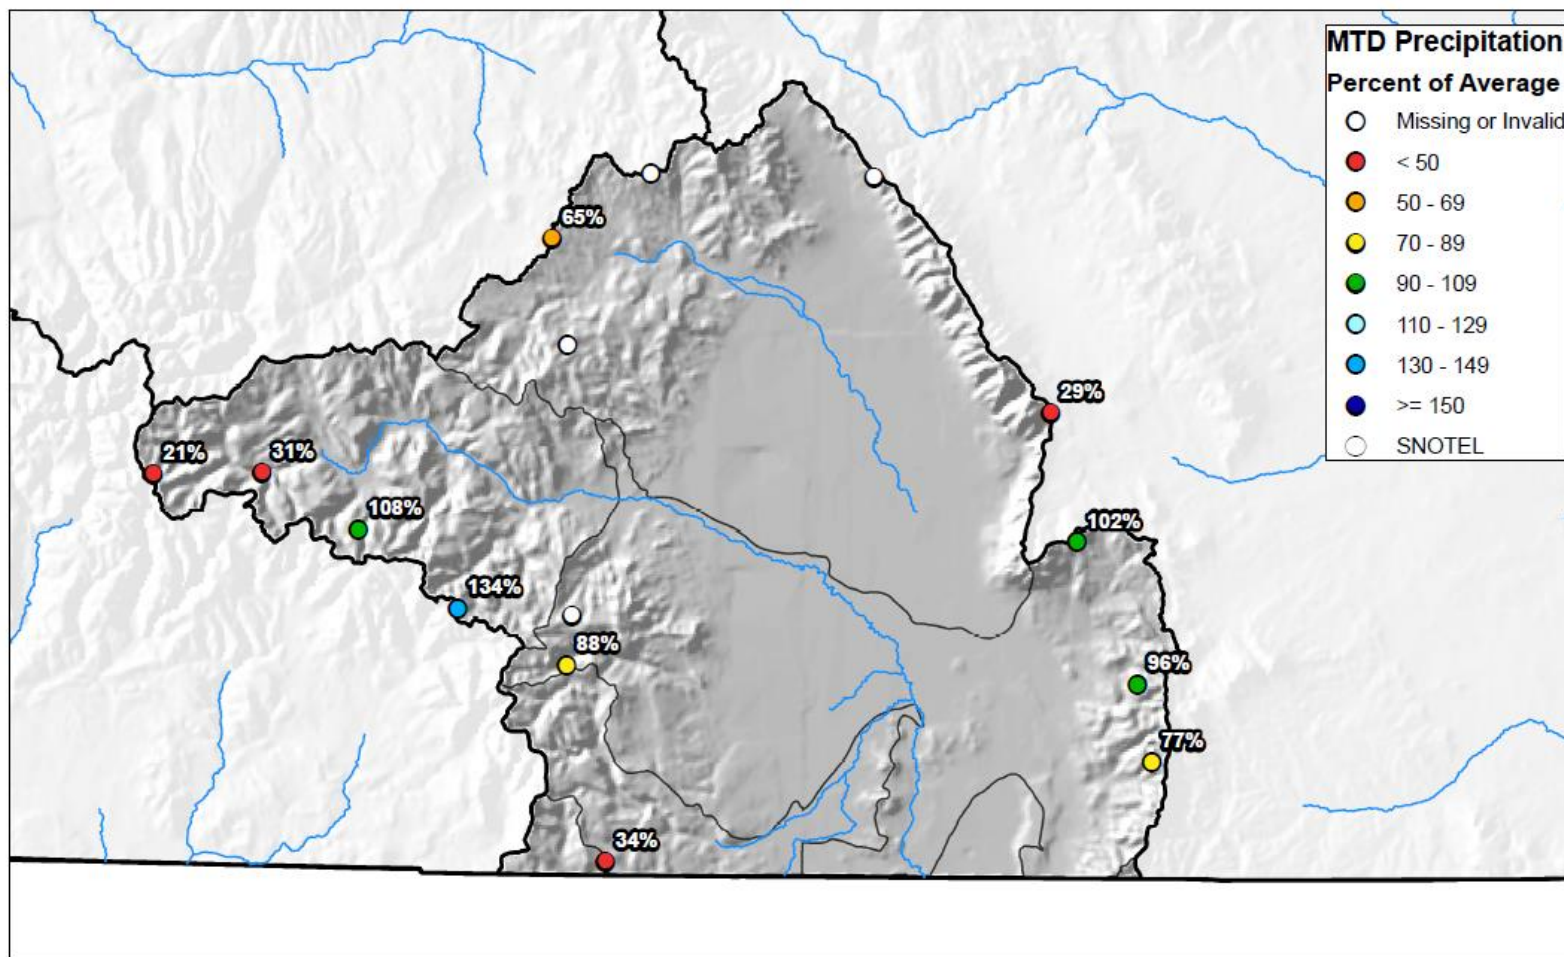 MTD Precipitation
Percent of Average
Missing or Invalid
< 50
50 - 69
70 - 89
90 - 109
110 - 129
130 - 149
>= 150
SNOTEL
65%
29%
21%
31%
108%
102%
134%
88%
96%
77%
34%